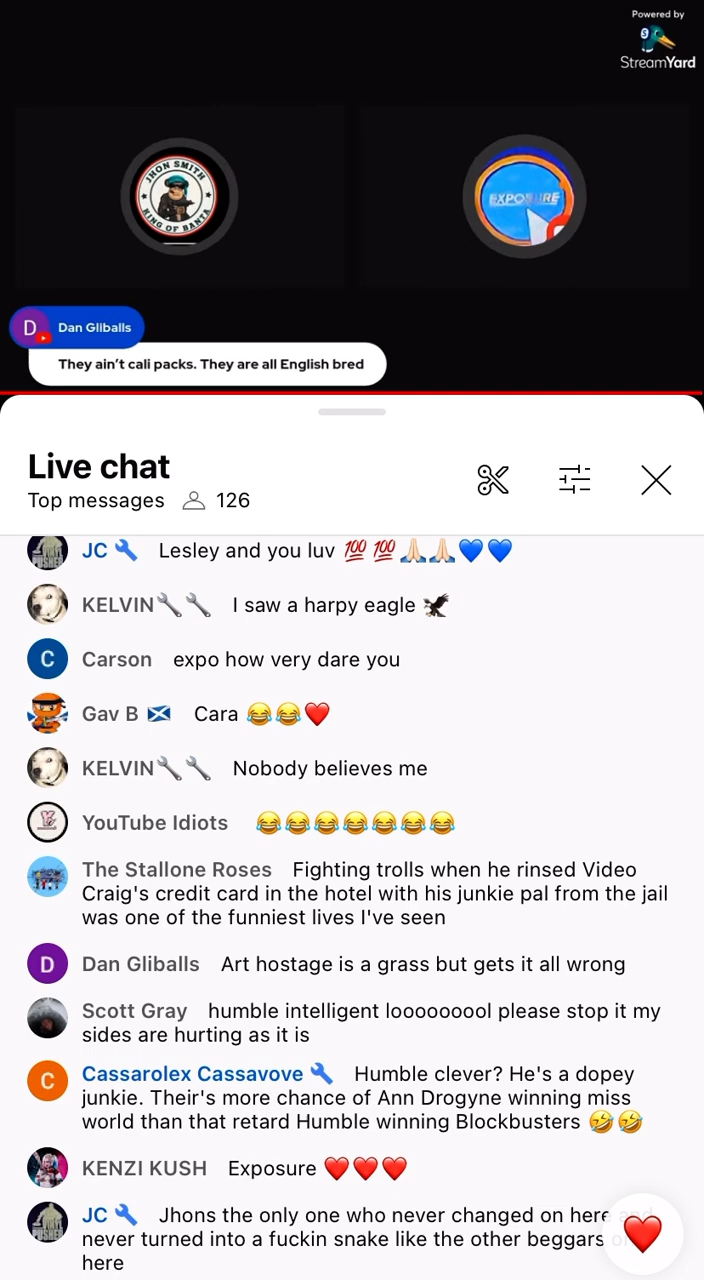 Powered by
StreamYard
JHON SMITH
KING OF BANTA
EXPOSURE
D Dan Gliballs
They ain't cali packs. They are all English bred
Live chat
Top messages 126
JC 🔧 Lesley and you luv 💯 💯 🙏🏻 🙏🏻 💙 💙
KELVIN🔧🔧 I saw a harpy eagle 🦅
C Carson expo how very dare you
Gav B 🏴󠁧󠁢󠁳󠁣󠁴󠁿 Cara 😂😂❤️
KELVIN🔧🔧 Nobody believes me
YouTube Idiots 😂😂😂😂😂😂😂
The Stallone Roses Fighting trolls when he rinsed Video
Craig's credit card in the hotel with his junkie pal from the jail
was one of the funniest lives I've seen
D Dan Gliballs Art hostage is a grass but gets it all wrong
Scott Gray humble intelligent looooooool please stop it my
sides are hurting as it is
C Cassarolex Cassavove 🔧 Humble clever? He's a dopey
junkie. Their's more chance of Ann Drogyne winning miss
world than that retard Humble winning Blockbusters 🤣🤣
KENZI KUSH Exposure ❤️❤️❤️
JC 🔧 Jhons the only one who never changed on here and
never turned into a fuckin snake like the other beggars
here